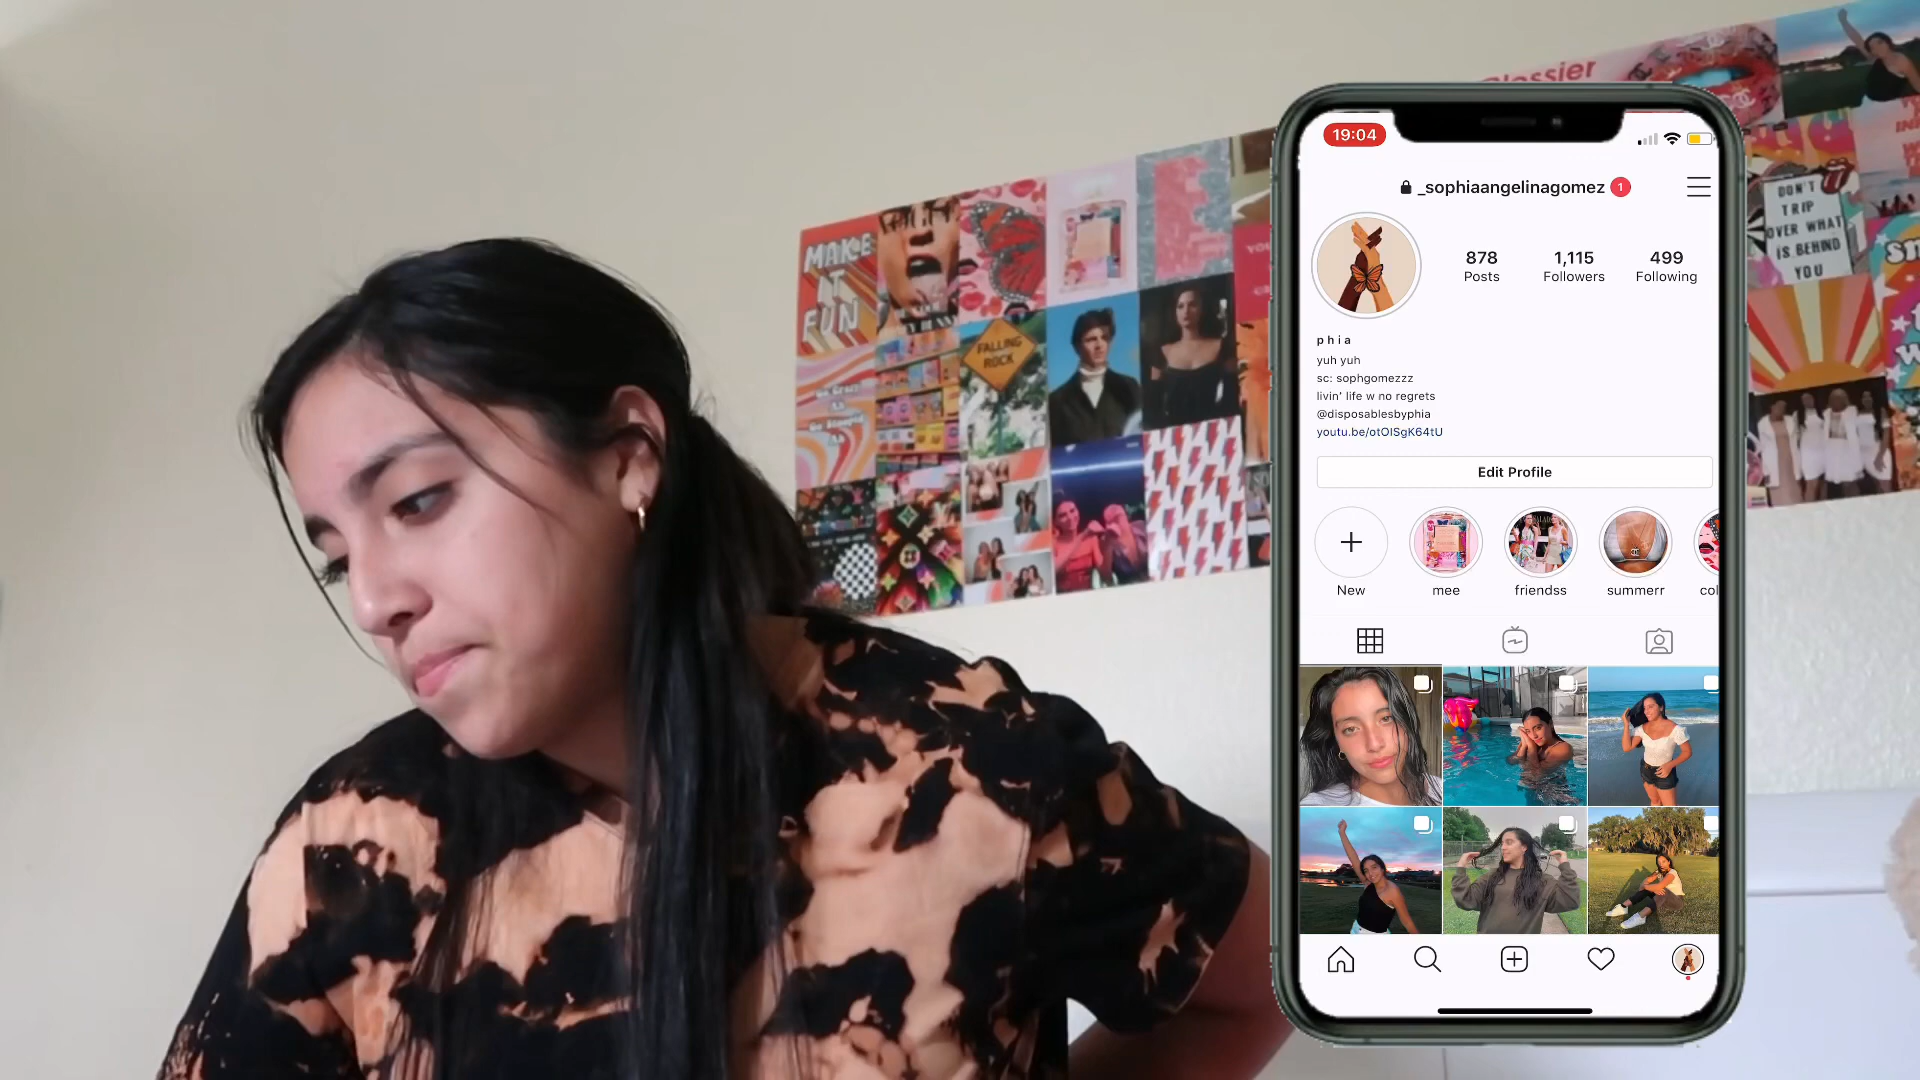 Glossier
MAKE
IT
FUN
FALLING
ROCK
DON'T
TRIP
OVER WHAT
IS BEHIND
YOU
19:04
_sophiaangelinagomez 1
878
Posts
1,115
Followers
499
Following
p h i a
yuh yuh
sc: sophgomezzz
livin' life w no regrets
@disposablesbyphia
youtu.be/otOISgK64tU
Edit Profile
New
mee
friendss
summerr
col